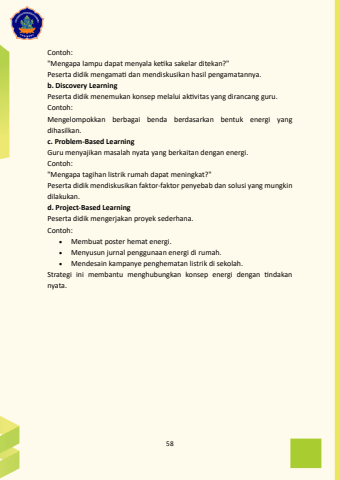 Contoh:
"Mengapa lampu dapat menyala ketika sakelar ditekan?"
Peserta didik mengamati dan mendiskusikan hasil pengamatannya.
b. Discovery Learning
Peserta didik menemukan konsep melalui aktivitas yang dirancang guru.
Contoh:
Mengelompokkan berbagai benda berdasarkan bentuk energi yang
dihasilkan.
c. Problem-Based Learning
Guru menyajikan masalah nyata yang berkaitan dengan energi.
Contoh:
"Mengapa tagihan listrik rumah dapat meningkat?"
Peserta didik mendiskusikan faktor-faktor penyebab dan solusi yang mungkin
dilakukan.
d. Project-Based Learning
Peserta didik mengerjakan proyek sederhana.
Contoh:
• Membuat poster hemat energi.
• Menyusun jurnal penggunaan energi di rumah.
• Mendesain kampanye penghematan listrik di sekolah.
Strategi ini membantu menghubungkan konsep energi dengan tindakan
nyata.
58